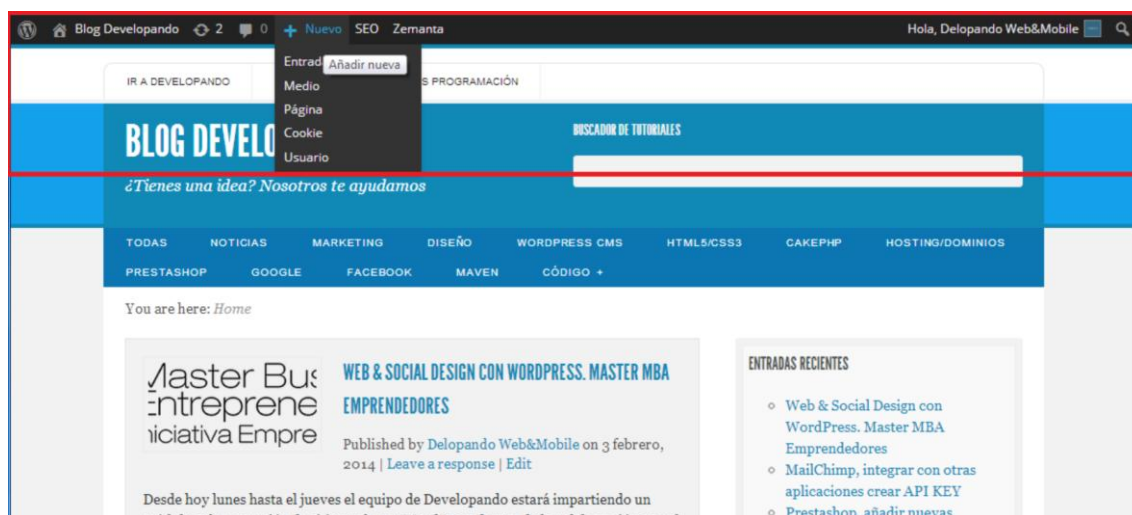 Blog Developando 2 0 + Nuevo SEO Zemanta Hola, Delopando Web&Mobile
Añadir nueva
Medio
Página
Cookie
Usuario
IR A DEVELOPANDO PROGRAMACIÓN
BLOG BUSCADOR DE TUTORIALES
¿Tienes una idea? Nosotros te ayudamos
TODAS NOTICIAS MARKETING DISEÑO WORDPRESS CMS HTML5/CSS3 CAKEPHP HOSTING/DOMINIOS
PRESTASHOP GOOGLE FACEBOOK MAVEN CÓDIGO +
You are here: Home
WEB & SOCIAL DESIGN CON WORDPRESS. MASTER MBA
EMPRENDEDORES
Published by Delopando Web&Mobile on 3 febrero,
2014 | Leave a response | Edit
Desde hoy lunes hasta el jueves el equipo de Developando estará impartiendo un
ENTRADAS RECIENTES
Web & Social Design con
WordPress. Master MBA
Emprendedores
MailChimp, integrar con otras
aplicaciones crear API KEY
Prestashop, añadir nuevas